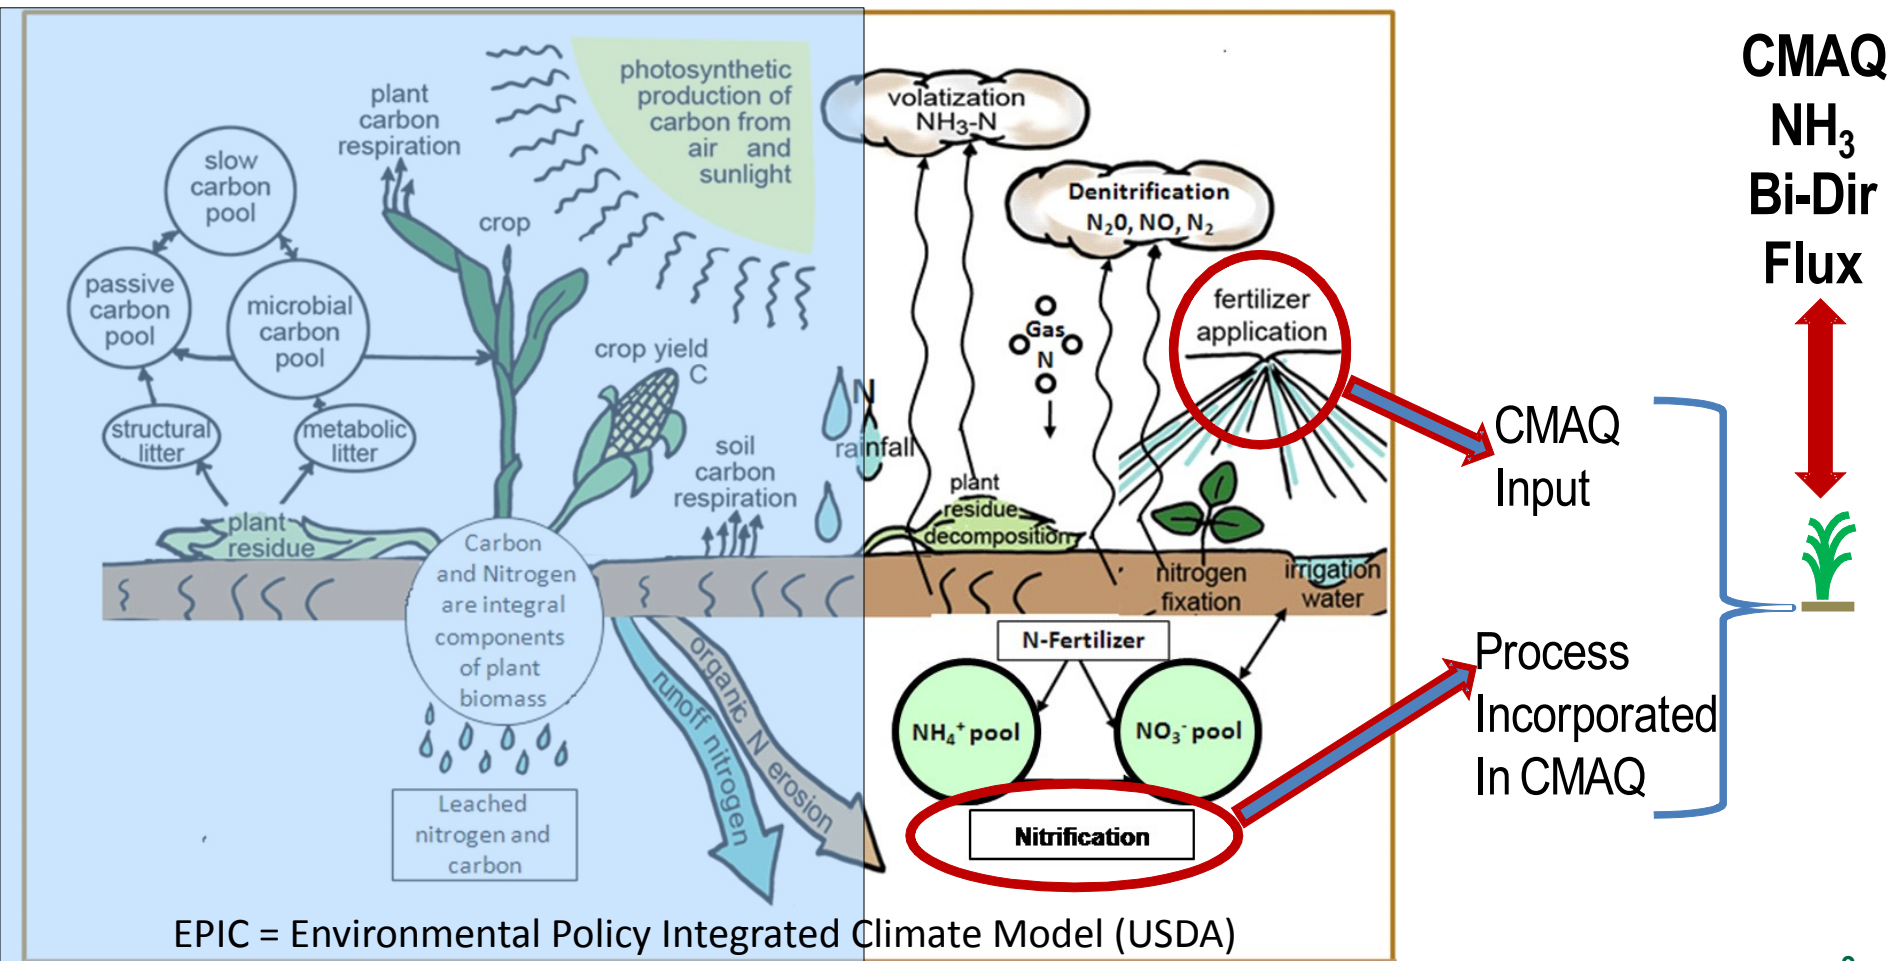 photosynthetic
production of
carbon from
air and
sunlight
plant
carbon
respiration
slow
carbon
pool
crop
passive
carbon
pool
microbial
carbon
pool
crop yield
C
structural
litter
metabolic
litter
soil
carbon
respiration
N
rainfall
plant
residue
Carbon
and Nitrogen
are integral
components
of plant
biomass
runoff nitrogen
organic N erosion
Leached
nitrogen and
carbon
volatization
NH₃-N
Denitrification
N₂0, NO, N₂
Gas
N
fertilizer
application
plant
residue
decomposition
nitrogen
fixation
irrigation
water
N-Fertilizer
NH₄⁺ pool
NO₃⁻ pool
Nitrification
EPIC = Environmental Policy Integrated Climate Model (USDA)
CMAQ
Input
Process
Incorporated
In CMAQ
CMAQ
NH₃
Bi-Dir
Flux